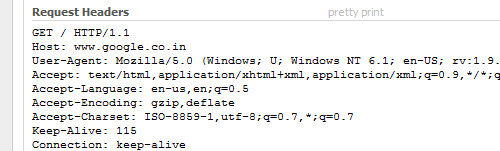 Request Headers pretty print
GET / HTTP/1.1
Host: www.google.co.in
User-Agent: Mozilla/5.0 (Windows; U; Windows NT 6.1; en-US; rv:1.9.
Accept: text/html,application/xhtml+xml,application/xml;q=0.9,*/*;q
Accept-Language: en-us,en;q=0.5
Accept-Encoding: gzip,deflate
Accept-Charset: ISO-8859-1,utf-8;q=0.7,*;q=0.7
Keep-Alive: 115
Connection: keep-alive